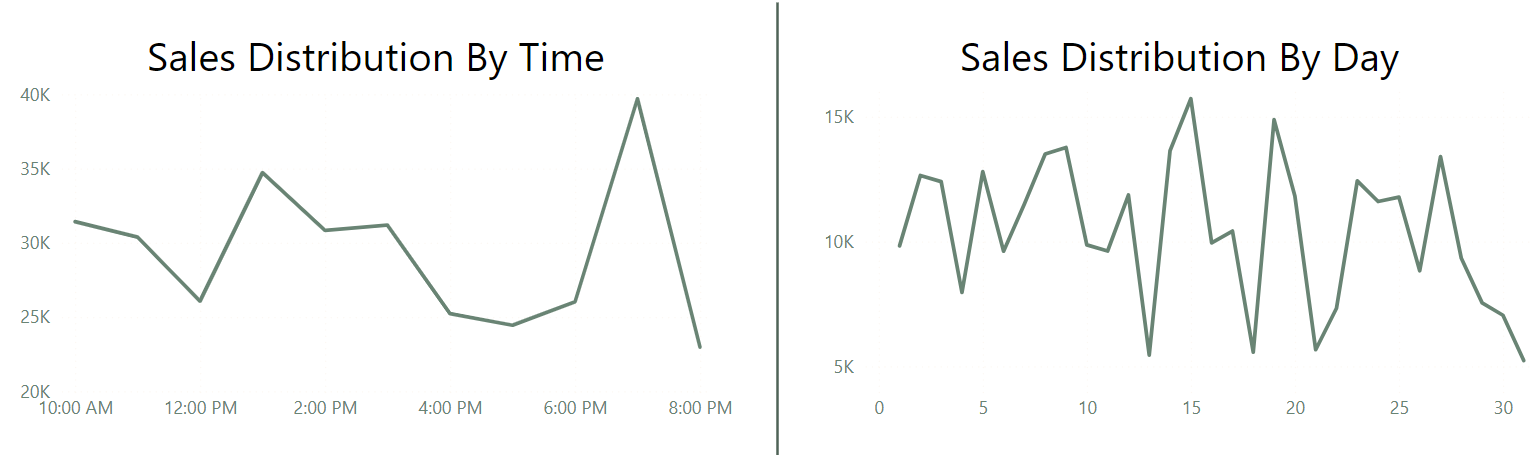 Sales Distribution By Time
40K
35K
30K
25K
20K
10:00 AM 12:00 PM 2:00 PM 4:00 PM 6:00 PM 8:00 PM
Sales Distribution By Day
15K
10K
5K
0 5 10 15 20 25 30